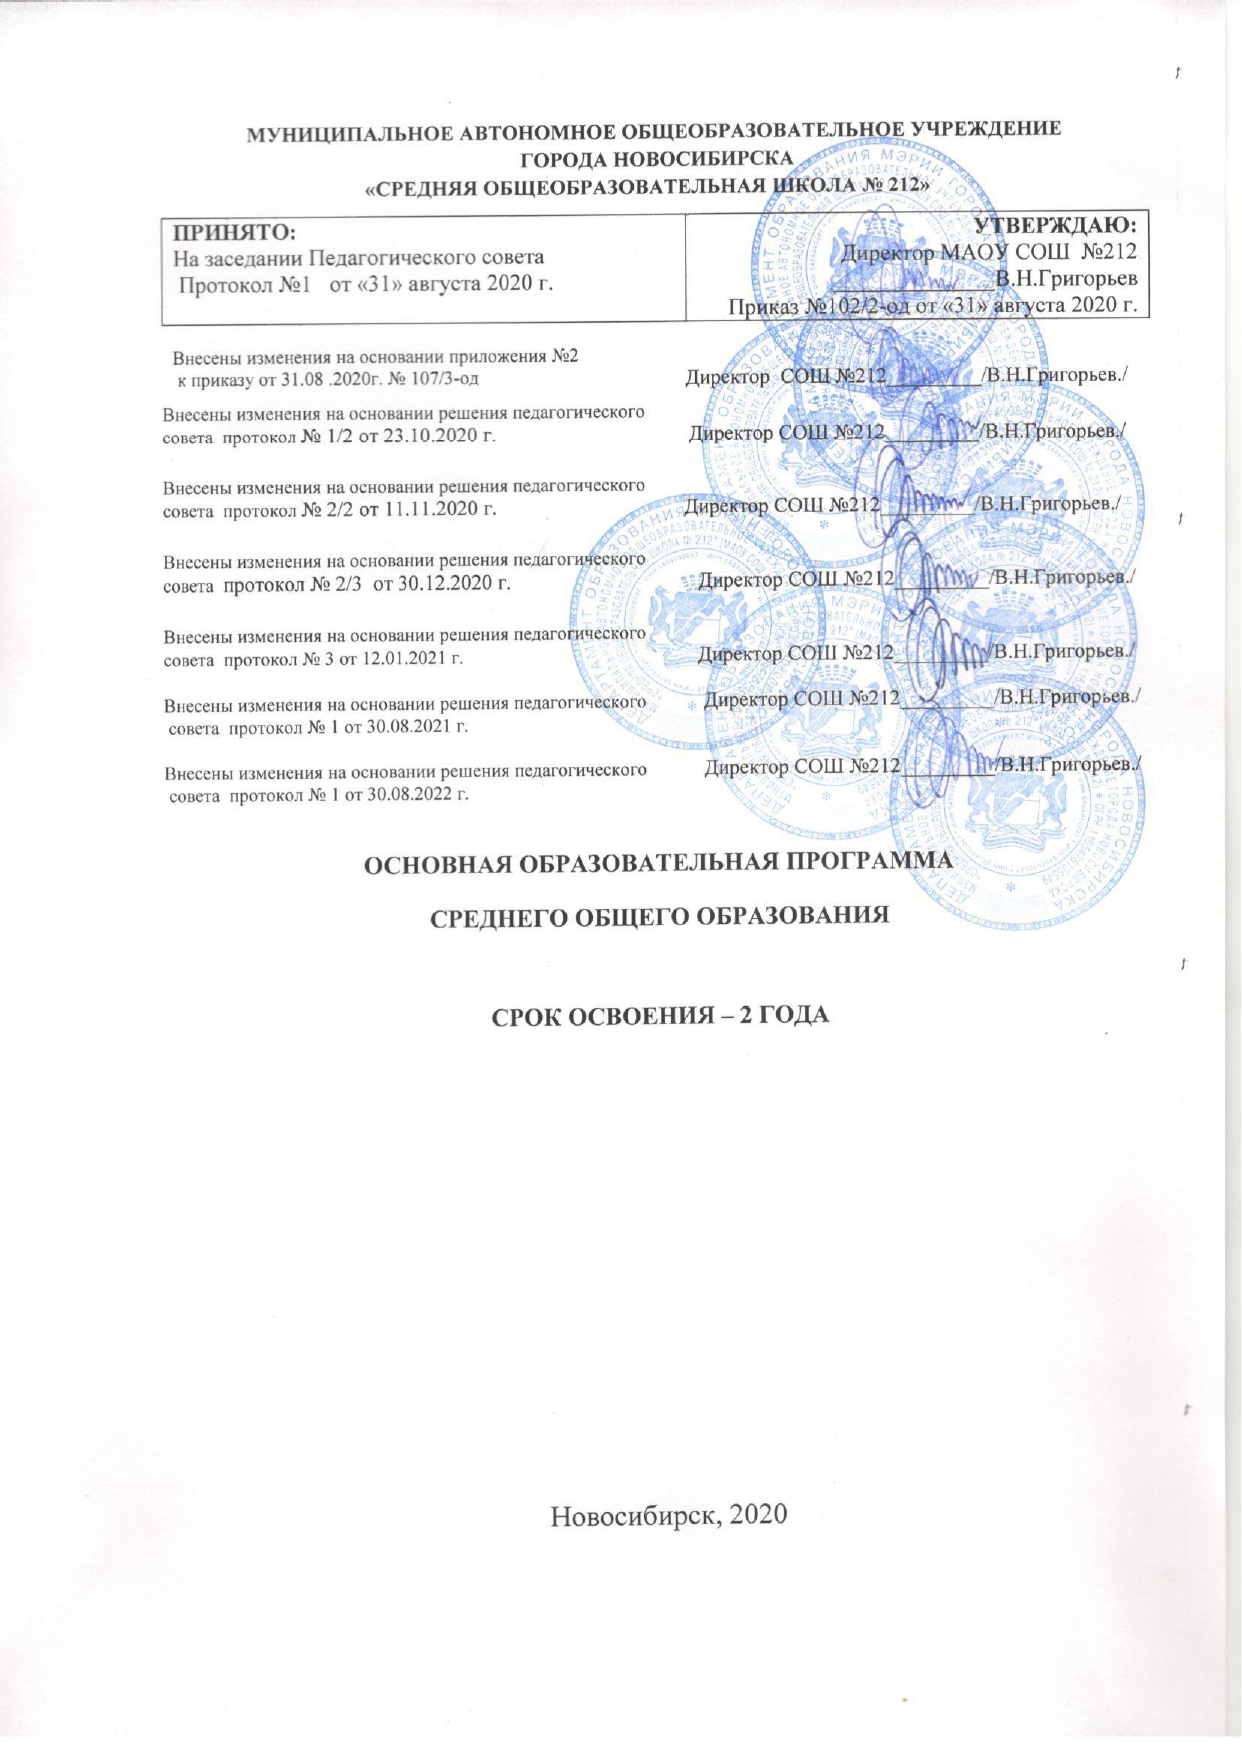 МУНИЦИПАЛЬНОЕ АВТОНОМНОЕ ОБЩЕОБРАЗОВАТЕЛЬНОЕ УЧРЕЖДЕНИЕ
ГОРОДА НОВОСИБИРСКА
«СРЕДНЯЯ ОБЩЕОБРАЗОВАТЕЛЬНАЯ ШКОЛА № 212»
ПРИНЯТО:
На заседании Педагогического совета
Протокол №1 от «31» августа 2020 г.
УТВЕРЖДАЮ:
Директор МАОУ СОШ №212
______________В.Н.Григорьев
Приказ №102/2-од от «31» августа 2020 г.
Внесены изменения на основании приложения №2
к приказу от 31.08 .2020г. № 107/3-од
Директор СОШ №212_________/В.Н.Григорьев./
Внесены изменения на основании решения педагогического
совета протокол № 1/2 от 23.10.2020 г.
Директор СОШ №212_________/В.Н.Григорьев./
Внесены изменения на основании решения педагогического
совета протокол № 2/2 от 11.11.2020 г.
Директор СОШ №212_________/В.Н.Григорьев./
Внесены изменения на основании решения педагогического
совета протокол № 2/3 от 30.12.2020 г.
Директор СОШ №212_________/В.Н.Григорьев./
Внесены изменения на основании решения педагогического
совета протокол № 3 от 12.01.2021 г.
Директор СОШ №212_________/В.Н.Григорьев./
Внесены изменения на основании решения педагогического
совета протокол № 1 от 30.08.2021 г.
Директор СОШ №212_________/В.Н.Григорьев./
Внесены изменения на основании решения педагогического
совета протокол № 1 от 30.08.2022 г.
Директор СОШ №212_________/В.Н.Григорьев./
ОСНОВНАЯ ОБРАЗОВАТЕЛЬНАЯ ПРОГРАММА
СРЕДНЕГО ОБЩЕГО ОБРАЗОВАНИЯ
СРОК ОСВОЕНИЯ – 2 ГОДА
Новосибирск, 2020